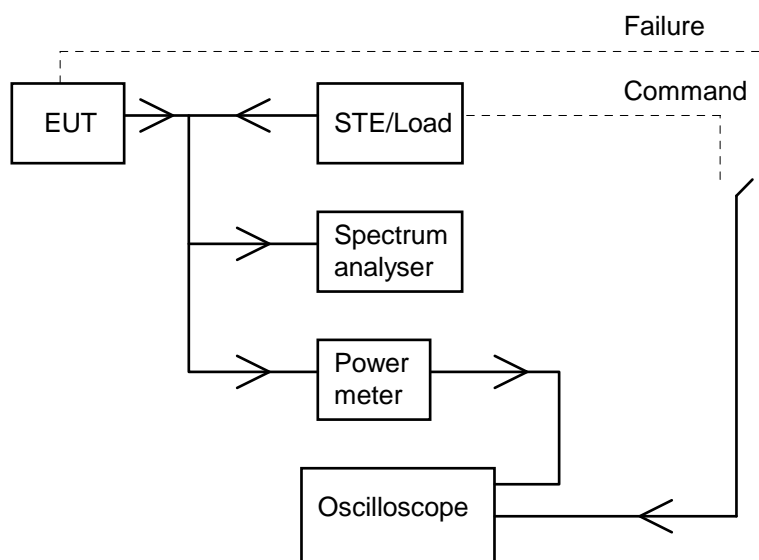 Failure
Command
EUT
STE/Load
Spectrum
analyser
Power
meter
Oscilloscope